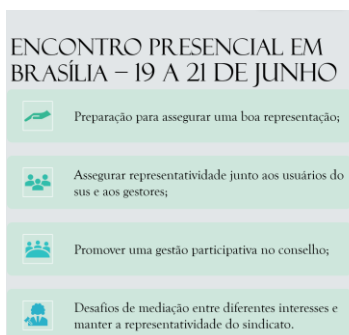 ENCONTRO PRESENCIAL EM
BRASÍLIA – 19 A 21 DE JUNHO
Preparação para assegurar uma boa representação;
Assegurar representatividade junto aos usuários do
sus e aos gestores;
Promover uma gestão participativa no conselho;
Desafios de mediação entre diferentes interesses e
manter a representatividade do sindicato.